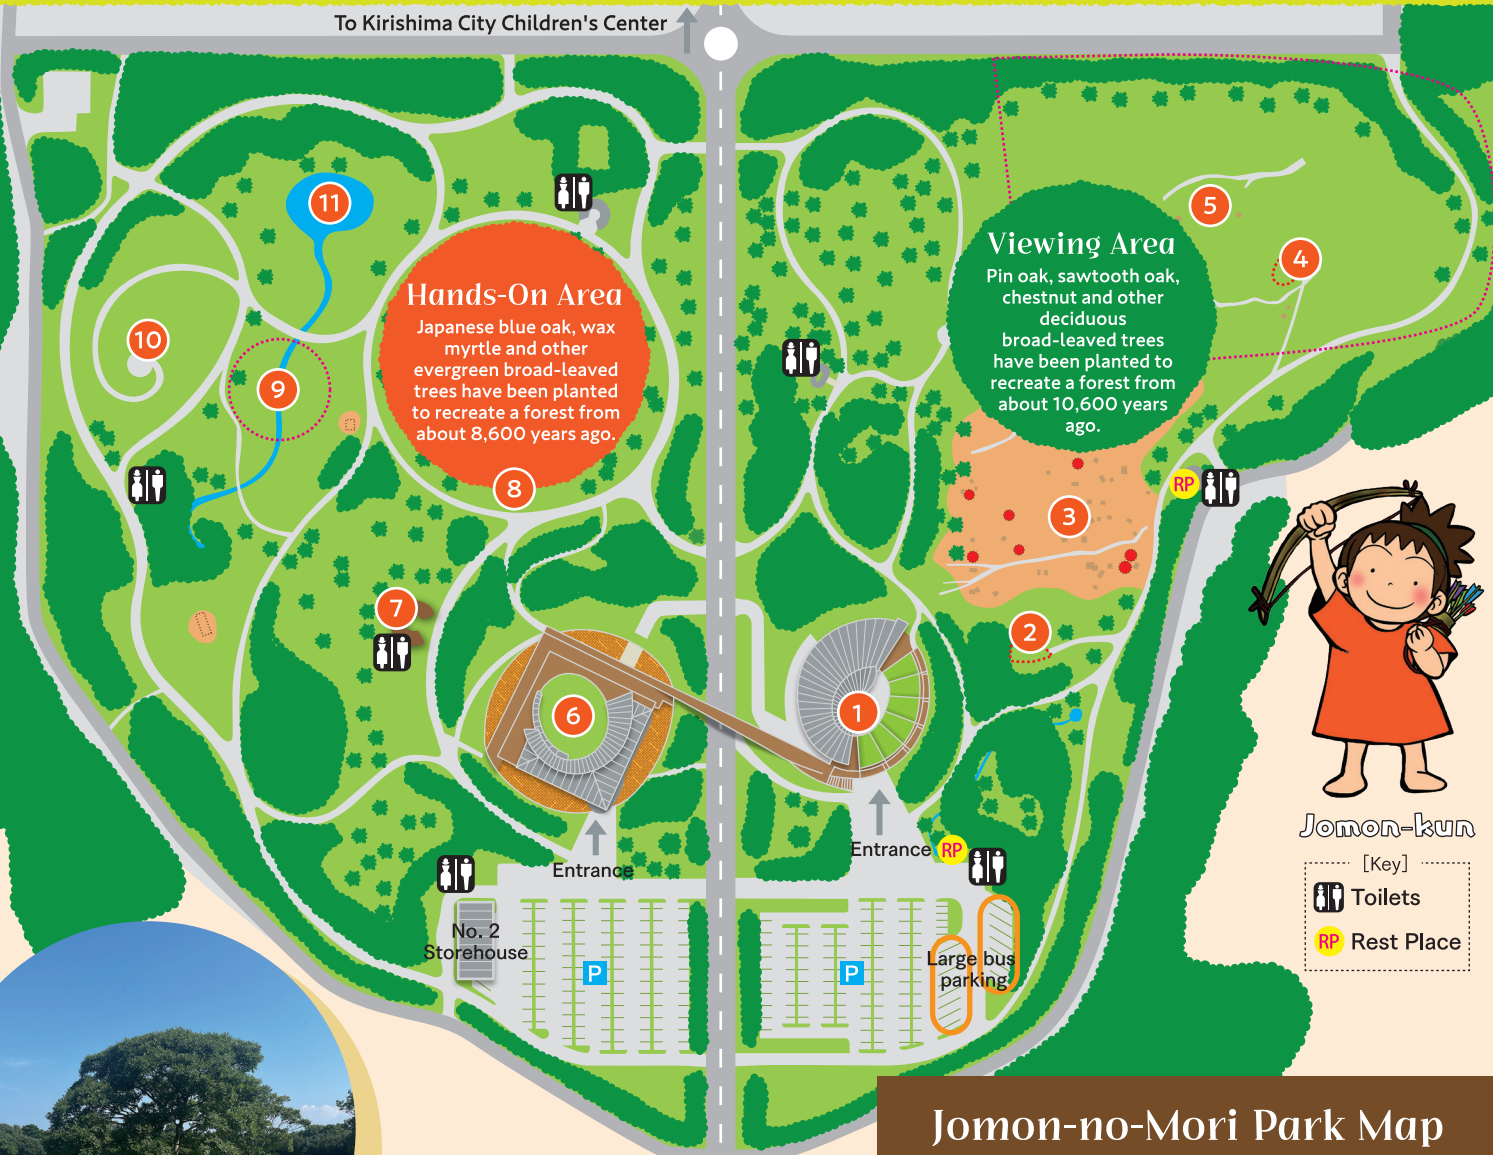 To Kirishima City Children's Center
11
5
Viewing Area
Pin oak, sawtooth oak,
chestnut and other
deciduous
broad-leaved trees
have been planted to
recreate a forest from
about 10,600 years
ago.
4
Hands-On Area
Japanese blue oak, wax
myrtle and other
evergreen broad-leaved
trees have been planted
to recreate a forest from
about 8,600 years ago.
10
9
8
RP
3
7
2
6
1
Jomon-kun
Entrance
Entrance
RP
[Key]
Toilets
RP Rest Place
No. 2
Storehouse
P
P
Large bus
parking
Jomon-no-Mori Park Map